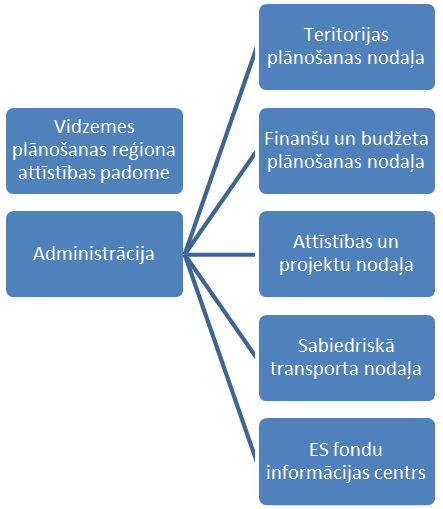 Vidzemes
plānošanas reģiona
attīstības padome
Administrācija
Teritorijas
plānošanas nodaļa
Finanšu un budžeta
plānošanas nodaļa
Attīstības un
projektu nodaļa
Sabiedriskā
transporta nodaļa
ES fondu
informācijas centrs